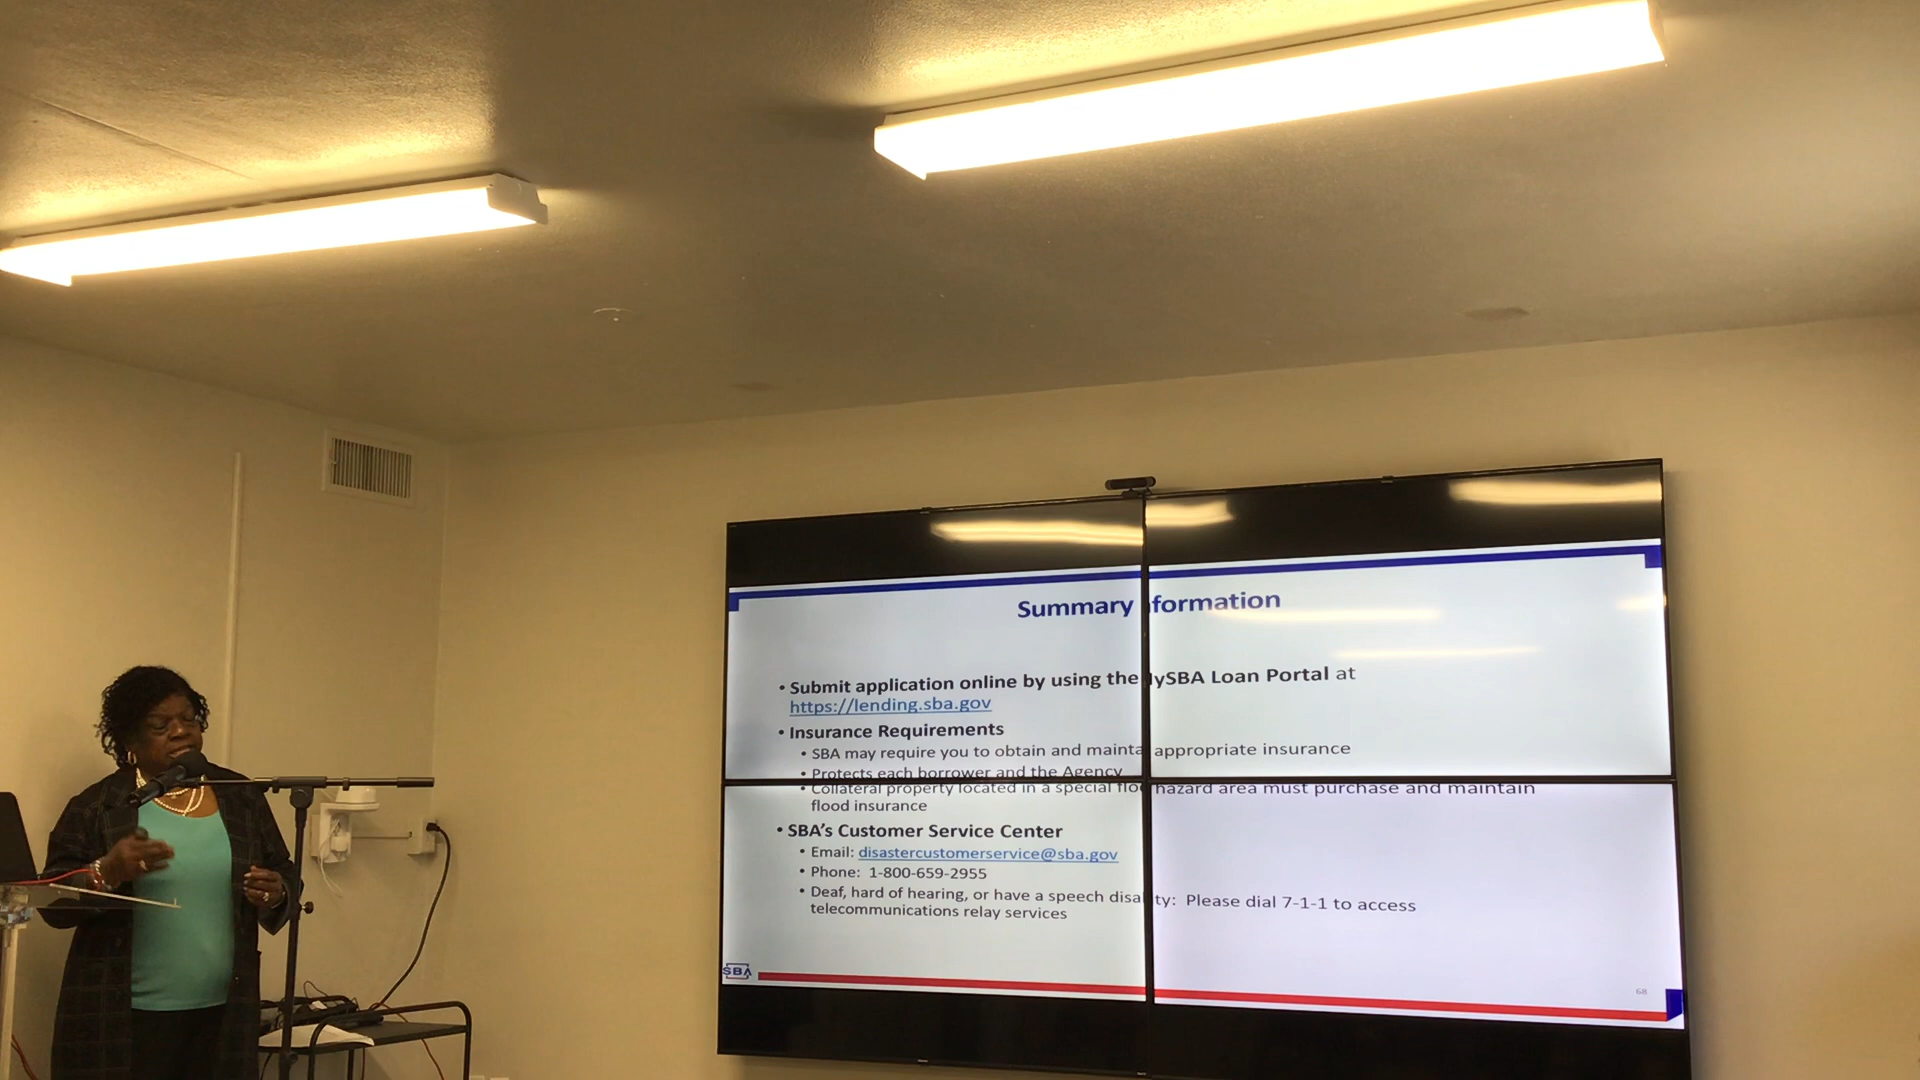 Summary formation
• Submit application online by using the MySBA Loan Portal at
https://lending.sba.gov
• Insurance Requirements
• SBA may require you to obtain and mainta appropriate insurance
• Protects each borrower and the Agency
• Collateral property located in a special floo hazard area must purchase and maintain
flood insurance
• SBA's Customer Service Center
• Email: disastercustomerservice@sba.gov
• Phone: 1-800-659-2955
• Deaf, hard of hearing, or have a speech disa ty: Please dial 7-1-1 to access
telecommunications relay services
SBA
68